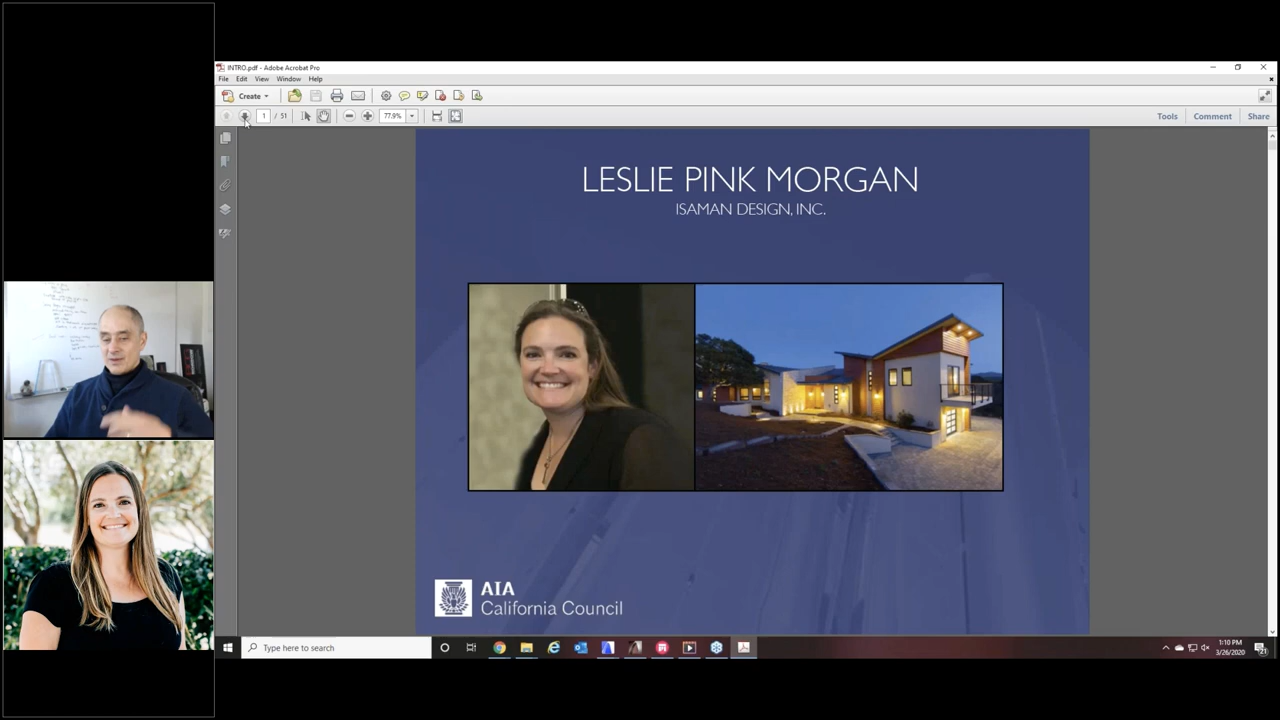 INTRO.pdf - Adobe Acrobat Pro
File Edit View Window Help
Create
1 / 51 77.9% Tools Comment Share
LESLIE PINK MORGAN
ISAMAN DESIGN, INC.
AIA
California Council
Type here to search
1:10 PM
3/26/2020
21